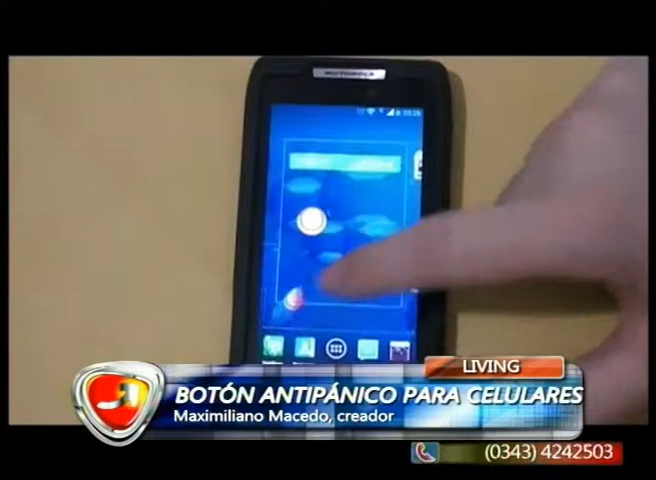 MOTOROLA
LIVING
BOTÓN ANTIPÁNICO PARA CELULARES
Maximiliano Macedo, creador
(0343) 4242503